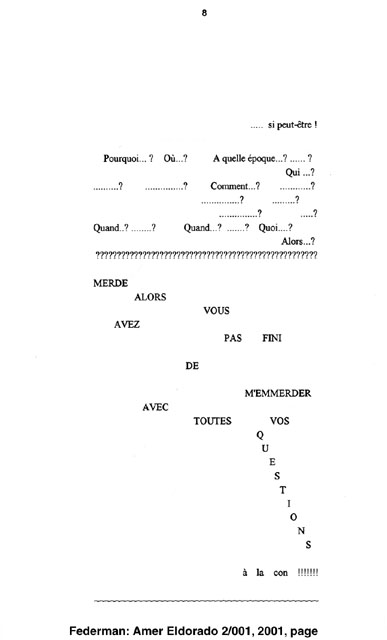 8
..... si peut-être !
Pourquoi... ? Où...? A quelle époque...? ...... ?
Qui ...?
..........? ...............? Comment...? ............?
...............? .........?
...............? .....?
Quand..? ........? Quand...? .......? Quoi....?
Alors...?
????????????????????????????????????????????????????
MERDE
ALORS
VOUS
AVEZ
PAS FINI
DE
M'EMMERDER
AVEC
TOUTES VOS
Q
U
E
S
T
I
O
N
S
à la con !!!!!!!
Federman: Amer Eldorado 2/001, 2001, page